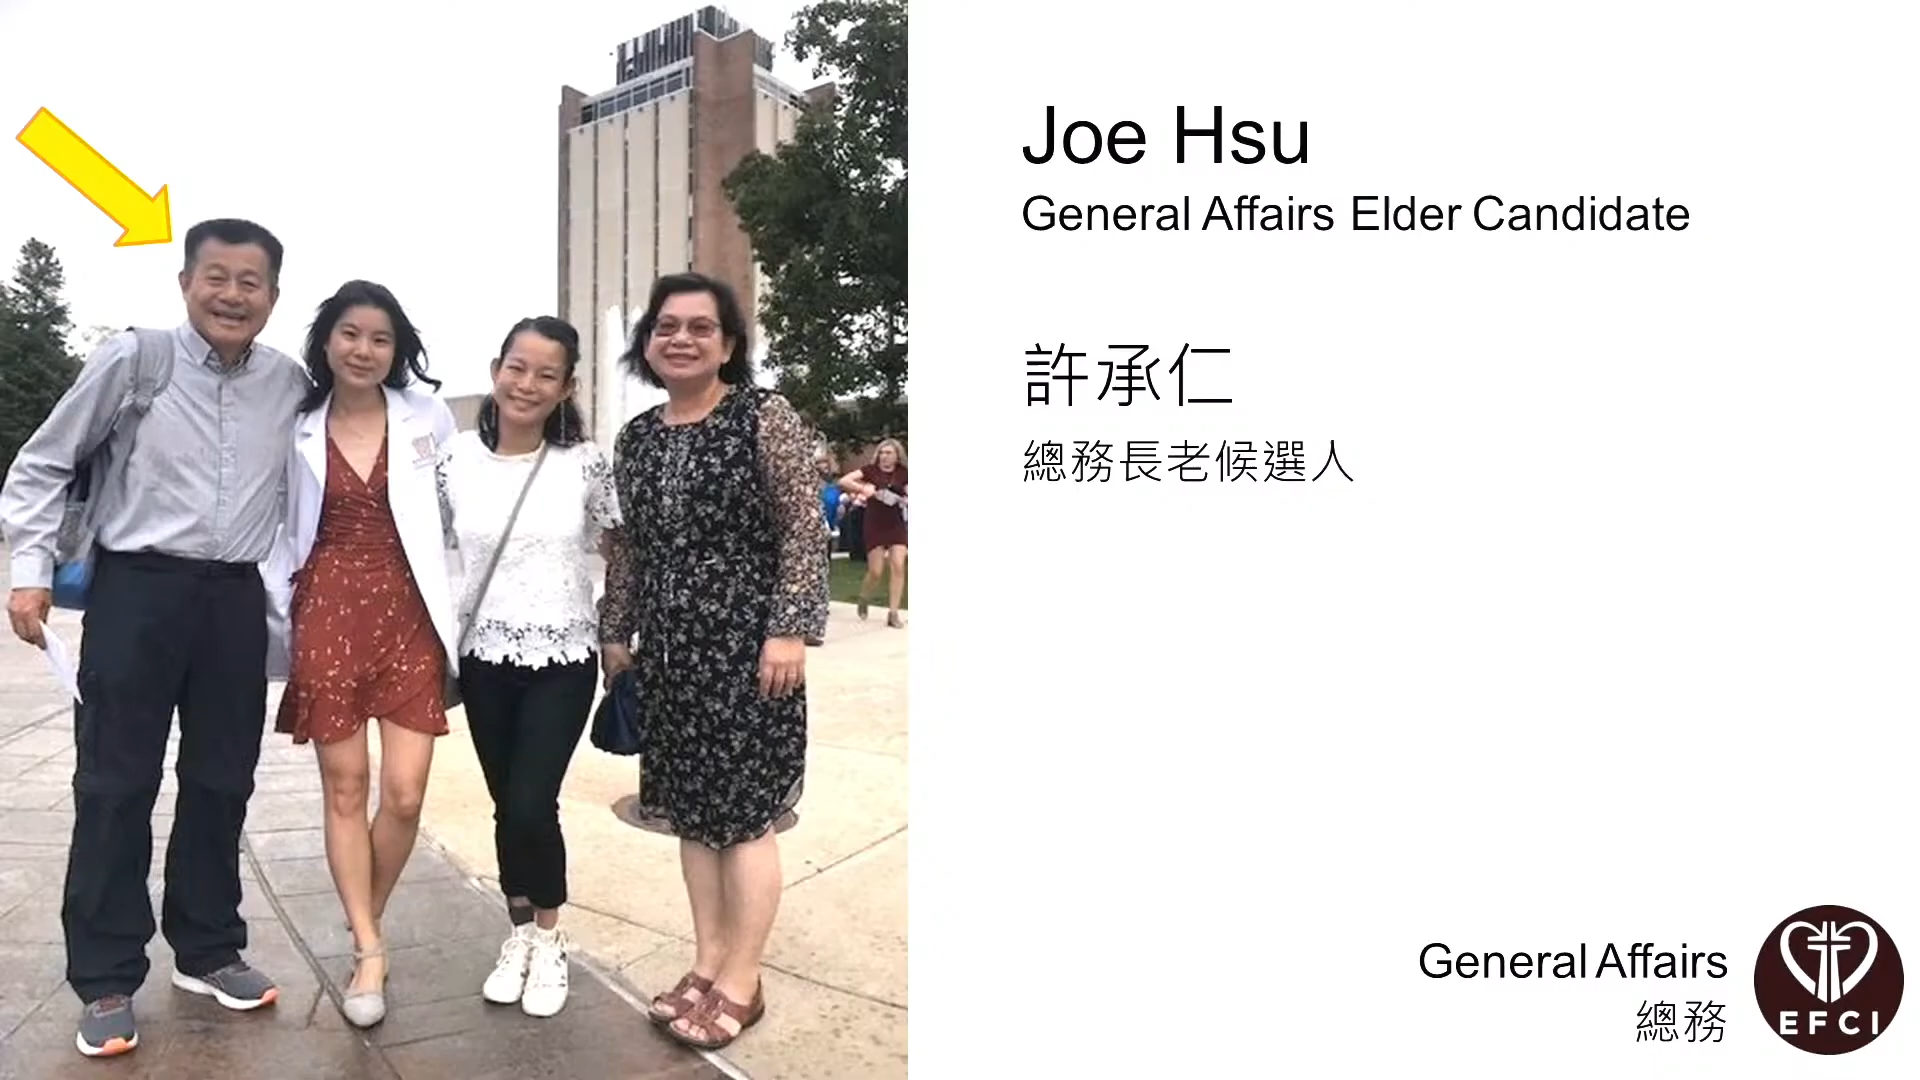 Joe Hsu
General Affairs Elder Candidate
許承仁
總務長老候選人
General Affairs
總務
EFCI